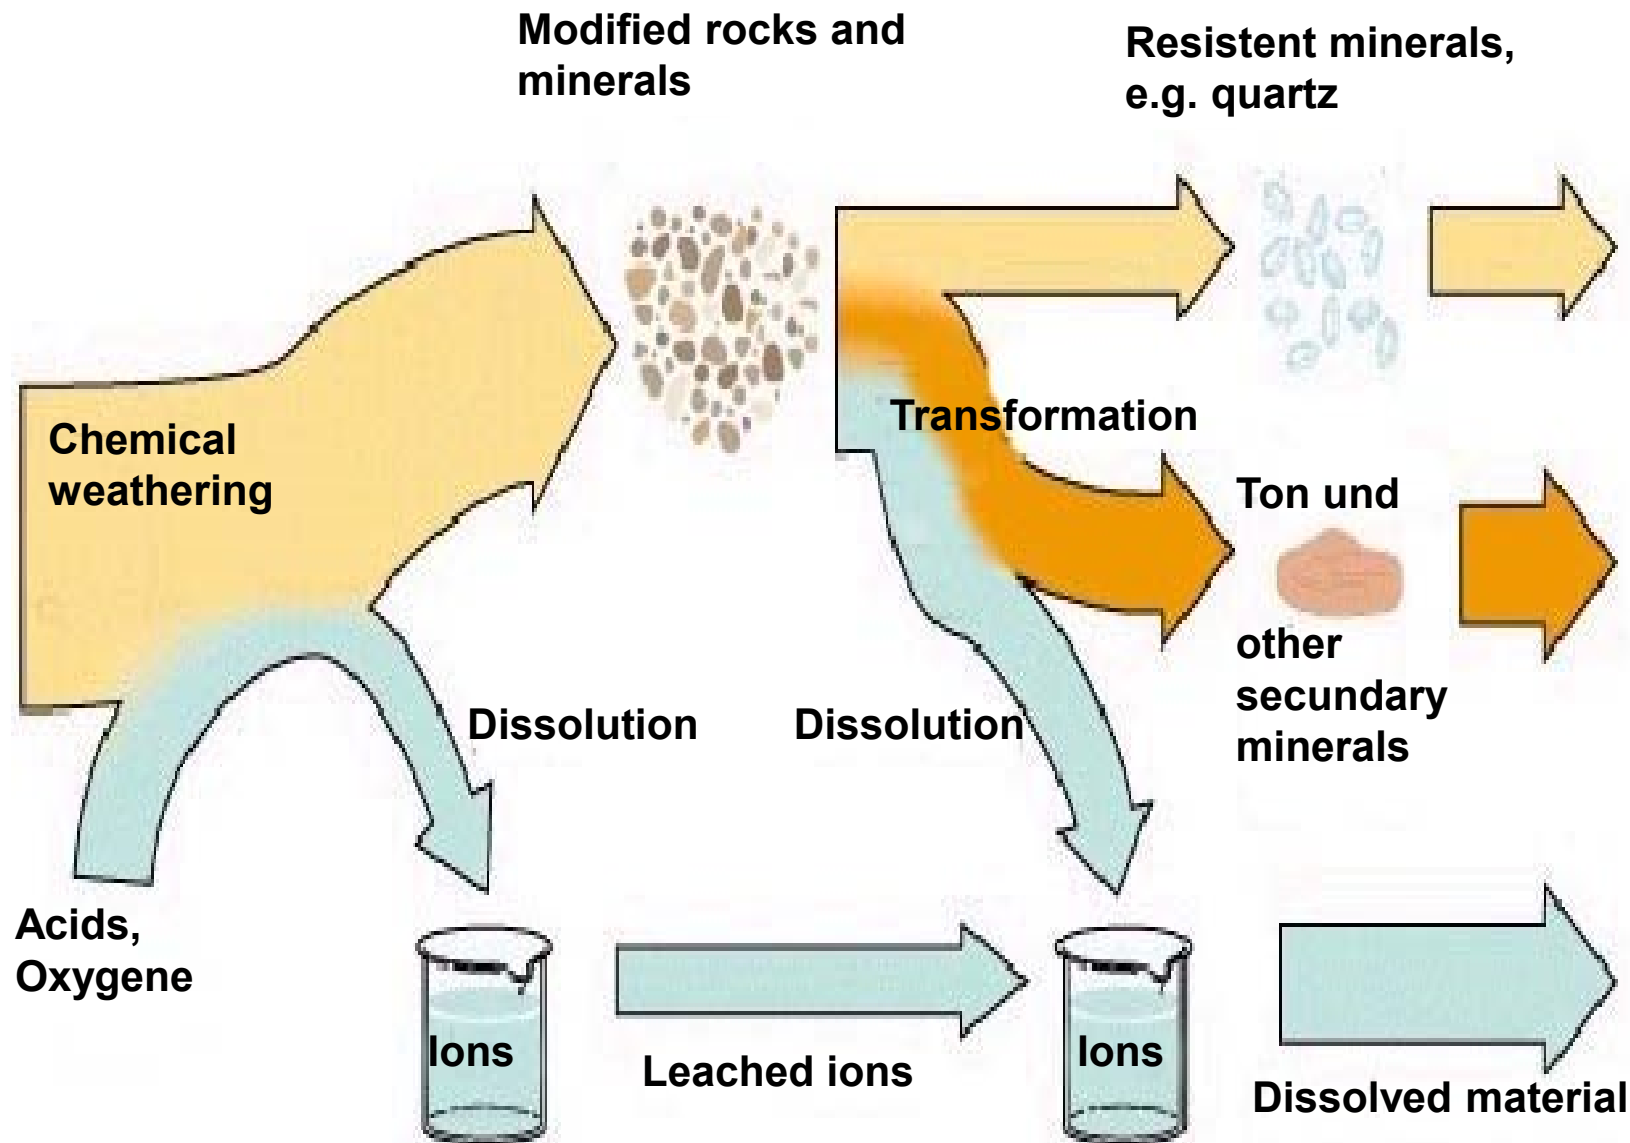 Modified rocks and
minerals
Resistent minerals,
e.g. quartz
Chemical
weathering
Transformation
Ton und
other
secundary
minerals
Dissolution
Dissolution
Acids,
Oxygene
Ions
Leached ions
Ions
Dissolved material